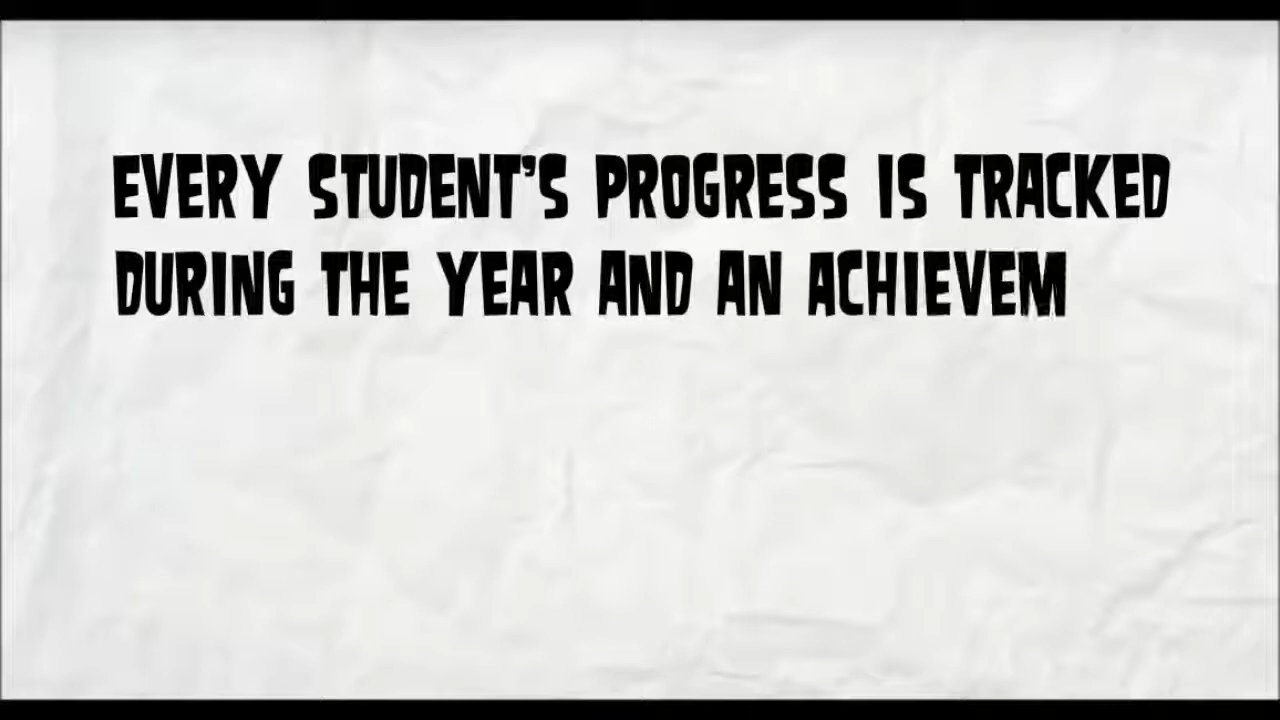 EVERY STUDENT'S PROGRESS IS TRACKED
DURING THE YEAR AND AN ACHIEVEM